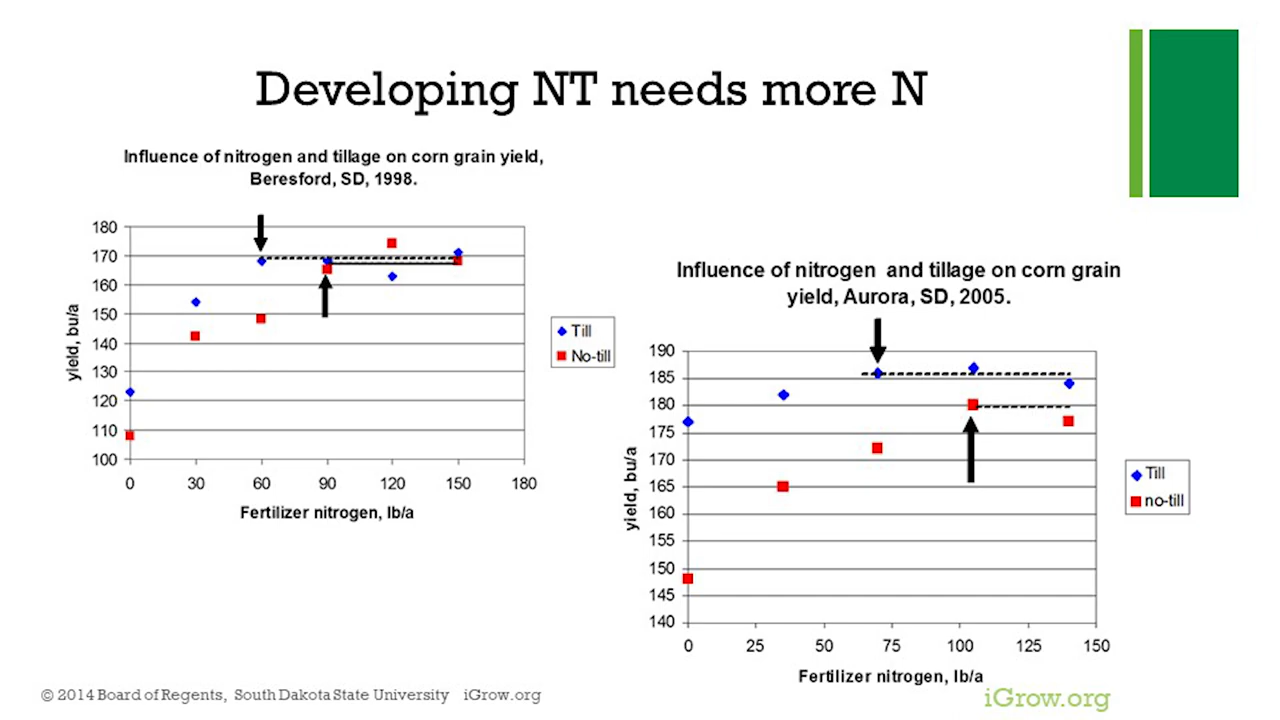 Developing NT needs more N
Influence of nitrogen and tillage on corn grain yield,
Beresford, SD, 1998.
180
170
160
150
140
130
120
110
100
yield, bu/a
0 30 60 90 120 150 180
Fertilizer nitrogen, lb/a
Till
No-till
Influence of nitrogen and tillage on corn grain
yield, Aurora, SD, 2005.
190
185
180
175
170
165
160
155
150
145
140
yield, bu/a
0 25 50 75 100 125 150
Fertilizer nitrogen, lb/a
Till
no-till
© 2014 Board of Regents, South Dakota State University iGrow.org
iGrow.org